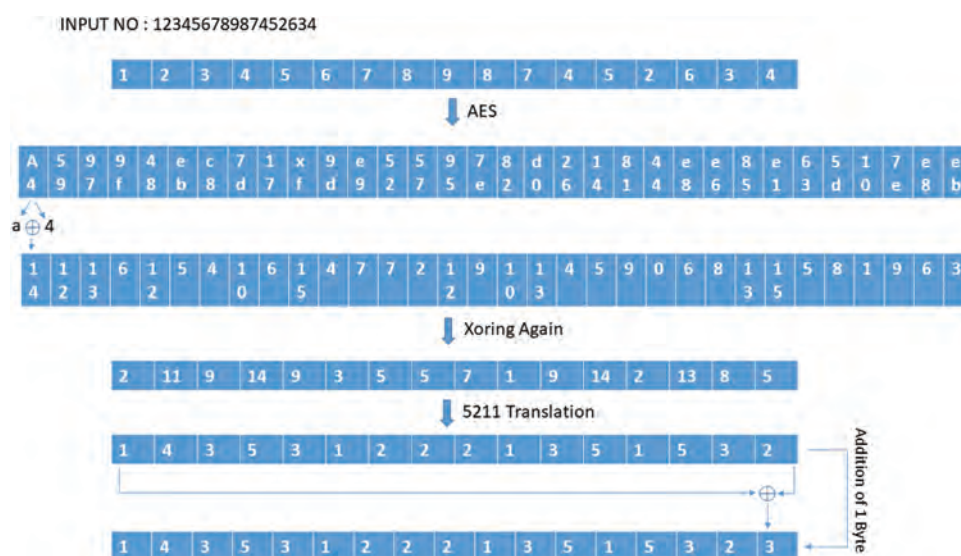 INPUT NO : 12345678987452634
1 2 3 4 5 6 7 8 9 8 7 4 5 2 6 3 4
AES
A 5 9 9 4 e c 7 1 x 9 e 5 5 9 7 8 d 2 1 8 4 e e 8 e 6 5 1 7 e e
4 9 7 f 8 b 8 d 7 f d 9 2 7 5 e 2 0 6 4 1 4 8 6 5 1 3 d 0 e 8 b
a ⊕ 4
1 1 1 6 1 5 4 1 6 1 4 7 7 2 1 9 1 1 4 5 9 0 6 8 1 1 5 8 1 9 6 3
4 2 3 2 0 5 2 0 3 3 5
Xoring Again
2 11 9 14 9 3 5 5 7 1 9 14 2 13 8 5
5211 Translation
1 4 3 5 3 1 2 2 2 1 3 5 1 5 3 2
Addition of 1 Byte
1 4 3 5 3 1 2 2 2 1 3 5 1 5 3 2 3